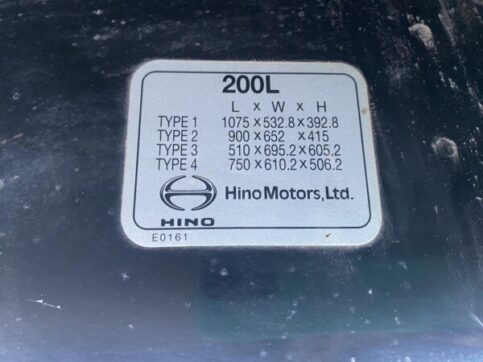 200L
L × W × H
TYPE 1 1075×532.8×392.8
TYPE 2 900×652 ×415
TYPE 3 510×695.2×605.2
TYPE 4 750×610.2×506.2
HINO
Hino Motors, Ltd.
E0161